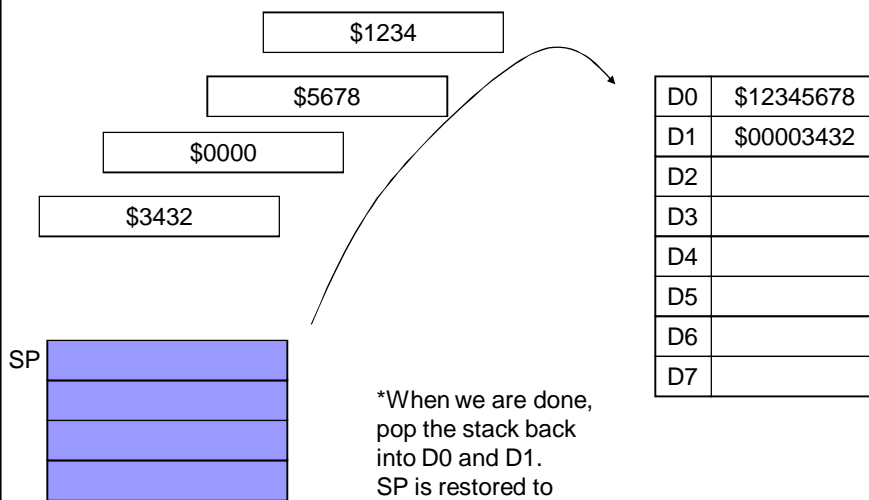 $1234
$5678
$0000
$3432
D0 $12345678
D1 $00003432
D2
D3
D4
D5
D6
D7
SP
*When we are done,
pop the stack back
into D0 and D1.
SP is restored to